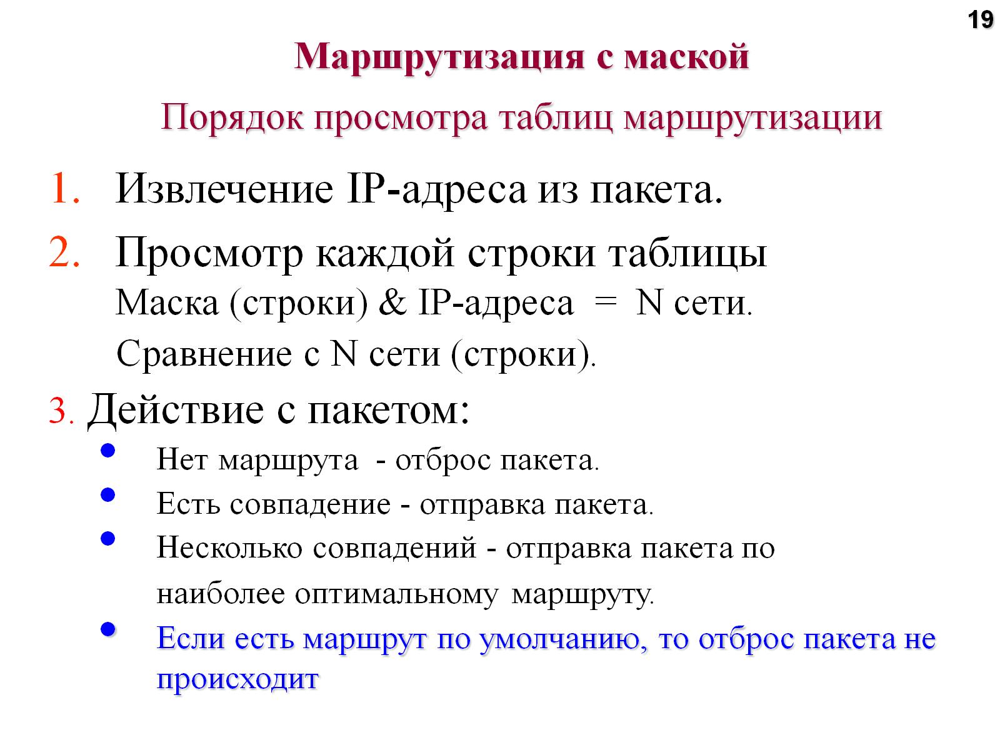 19
Маршрутизация с маской
Порядок просмотра таблиц маршрутизации
1. Извлечение IP-адреса из пакета.
2. Просмотр каждой строки таблицы
Маска (строки) & IP-адреса = N сети.
Сравнение с N сети (строки).
3. Действие с пакетом:
• Нет маршрута - отброс пакета.
• Есть совпадение - отправка пакета.
• Несколько совпадений - отправка пакета по
наиболее оптимальному маршруту.
• Если есть маршрут по умолчанию, то отброс пакета не
происходит